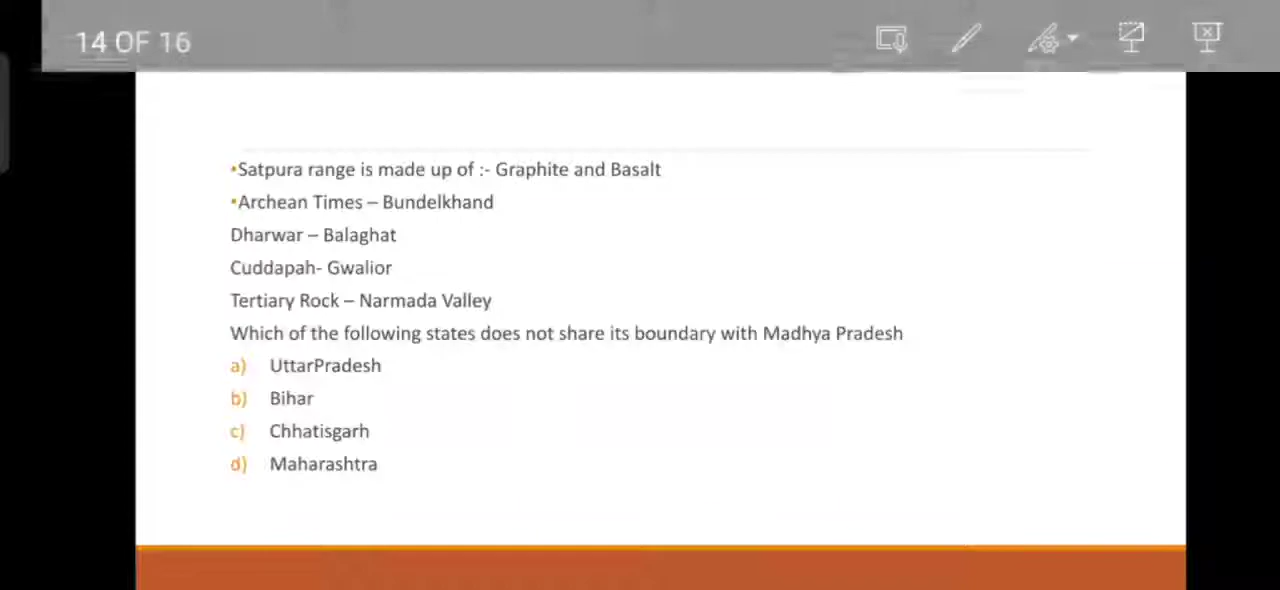 14 OF 16
•Satpura range is made up of :- Graphite and Basalt
•Archean Times – Bundelkhand
Dharwar – Balaghat
Cuddapah- Gwalior
Tertiary Rock – Narmada Valley
Which of the following states does not share its boundary with Madhya Pradesh
a) UttarPradesh
b) Bihar
c) Chhatisgarh
d) Maharashtra